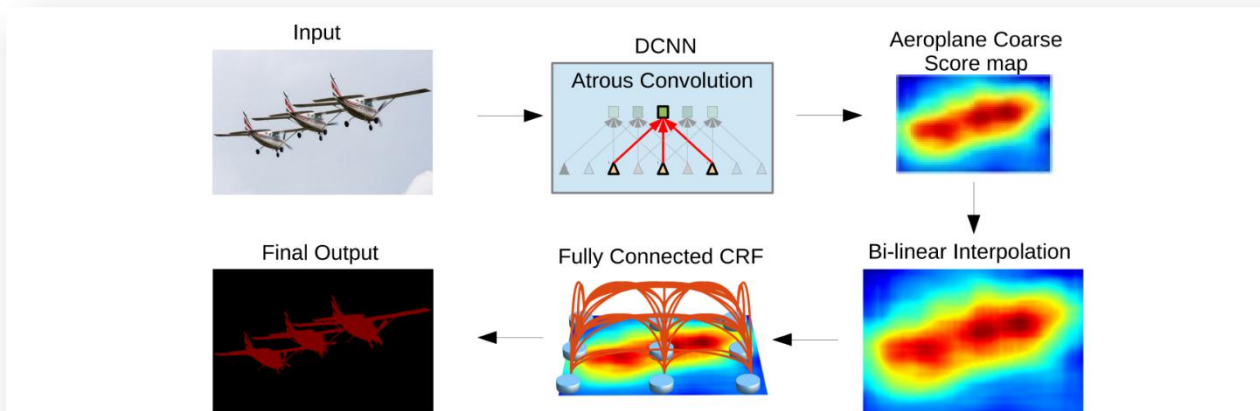 Input
DCNN
Atrous Convolution
Aeroplane Coarse
Score map
Bi-linear Interpolation
Fully Connected CRF
Final Output